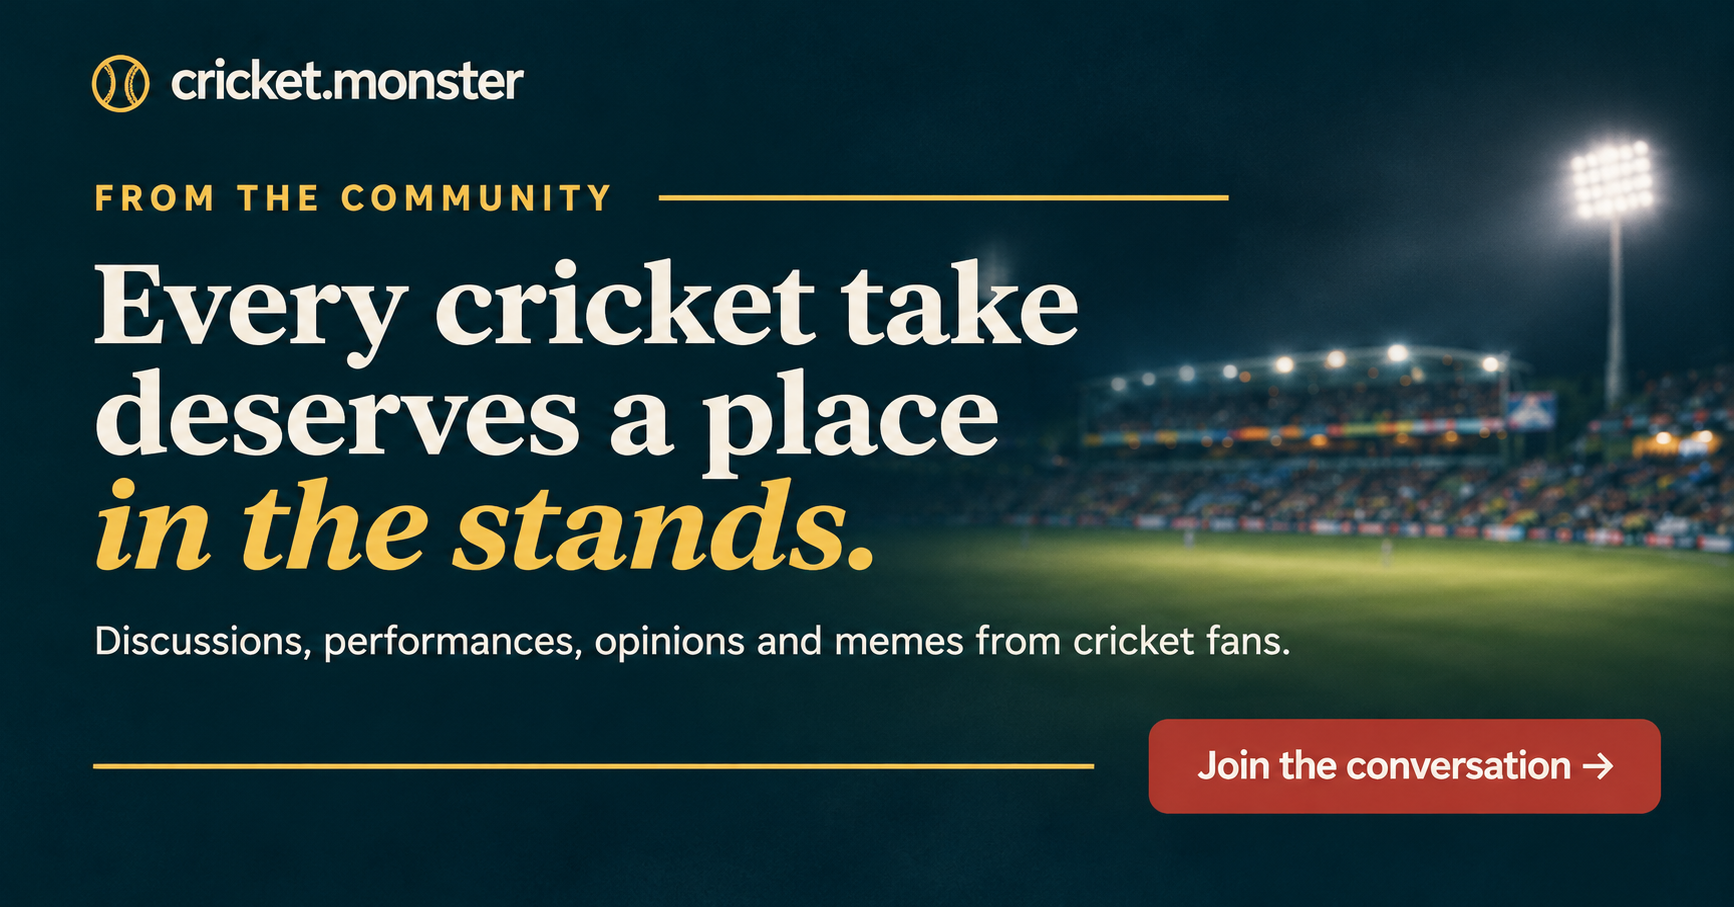 cricket.monster
FROM THE COMMUNITY
Every cricket take
deserves a place
in the stands.
Discussions, performances, opinions and memes from cricket fans.
Join the conversation →